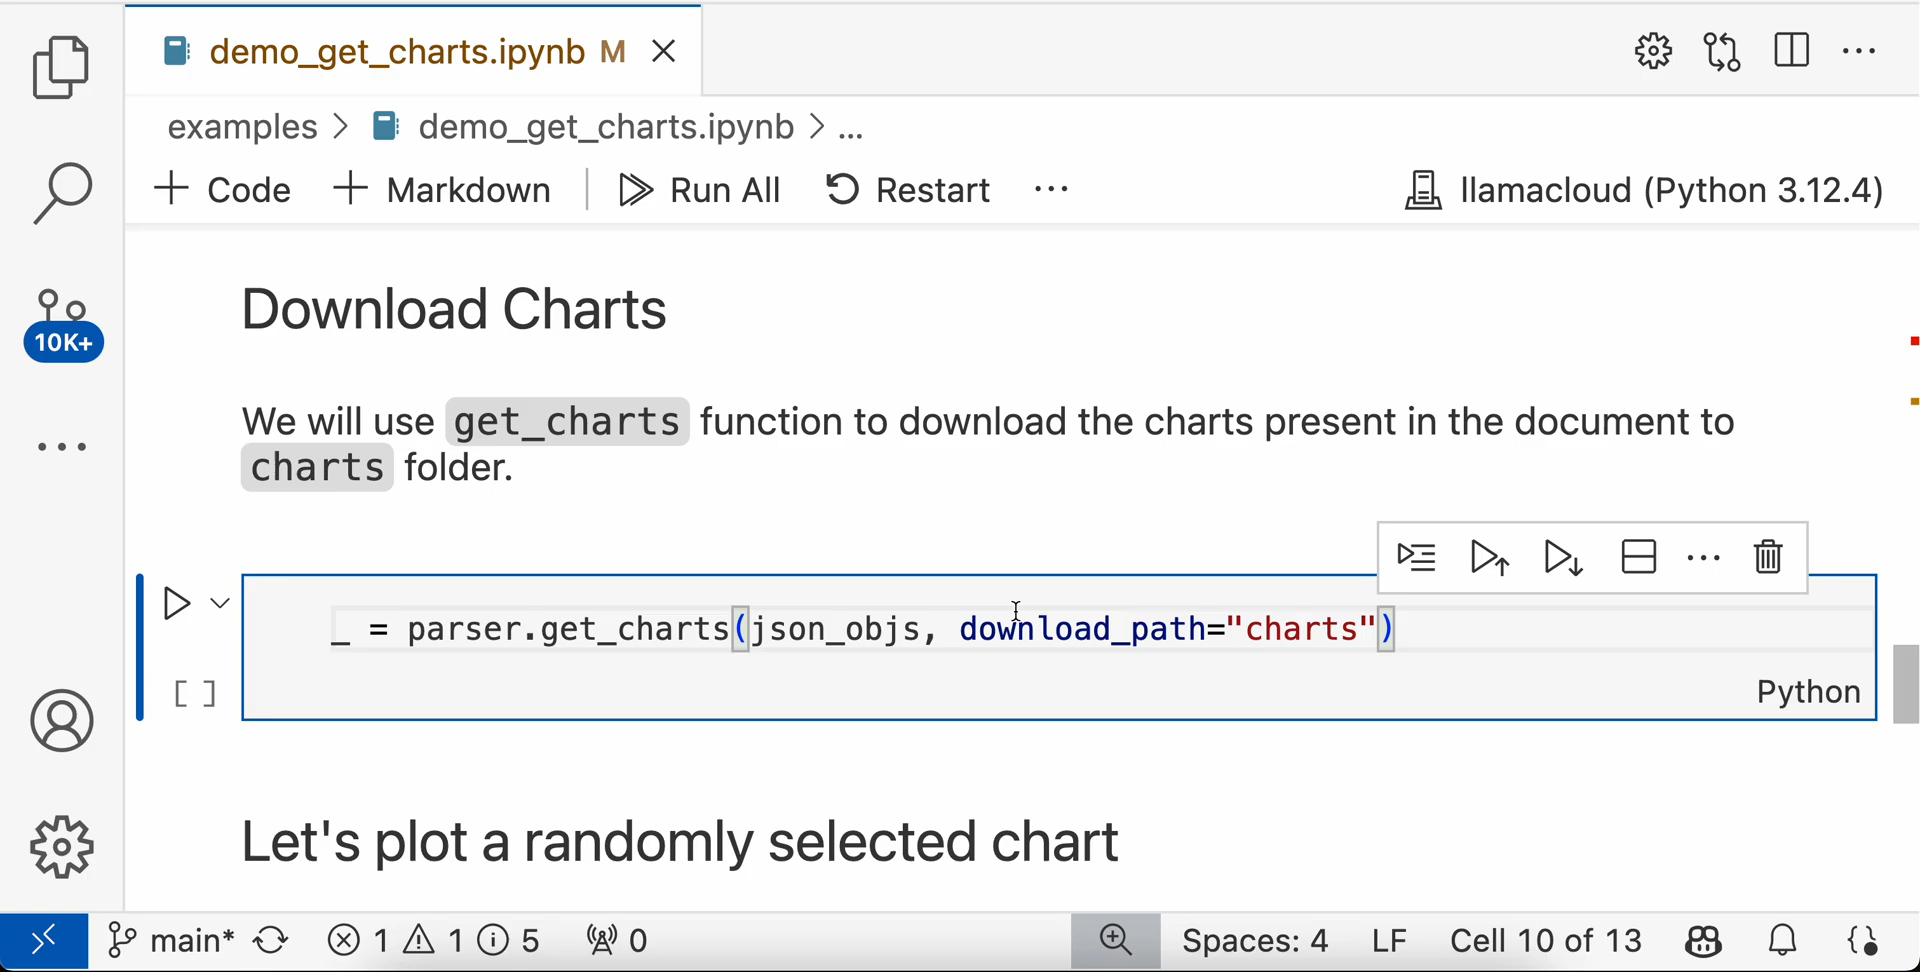 demo_get_charts.ipynb M
examples > demo_get_charts.ipynb > ...
+ Code + Markdown Run All Restart ... llamacloud (Python 3.12.4)
10K+
Download Charts
We will use get_charts function to download the charts present in the document to
charts folder.
_ = parser.get_charts(json_objs, download_path="charts")
[ ]
Python
Let's plot a randomly selected chart
main* 1 1 5 0 Spaces: 4 LF Cell 10 of 13